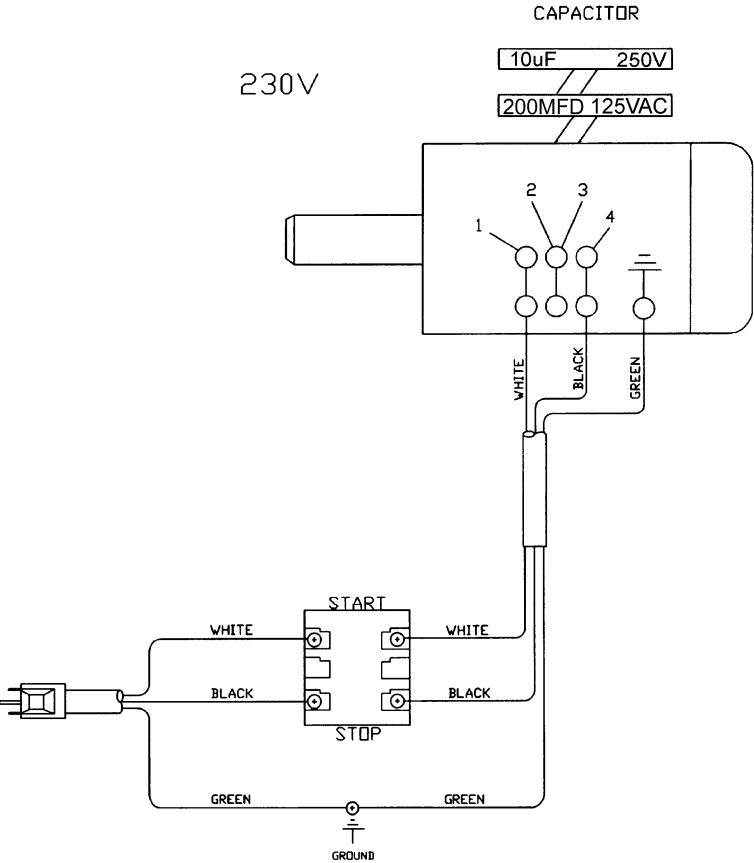 CAPACITOR
10uF 250V
230V
200MFD 125VAC
2 3
1 4
WHITE
BLACK
GREEN
START
WHITE WHITE
BLACK BLACK
STOP
GREEN GREEN
GROUND